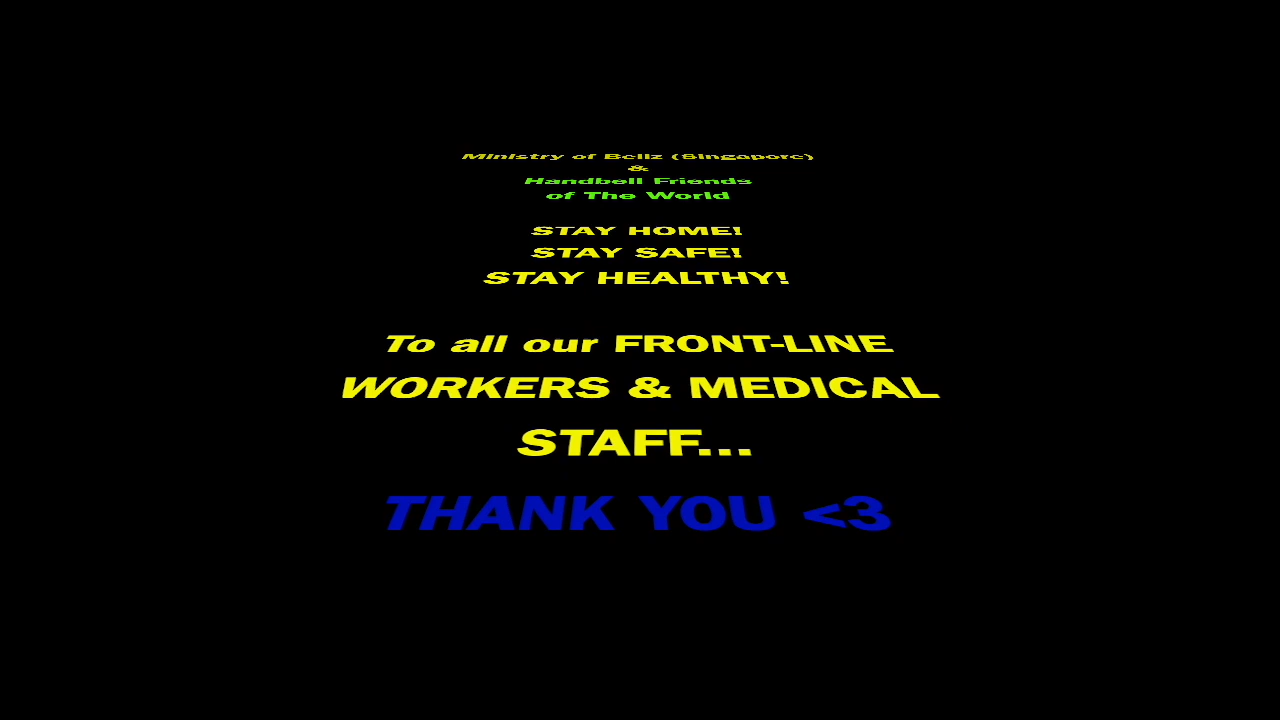 Ministry of Bellz (Singapore)
&
Handbell Friends
of The World
STAY HOME!
STAY SAFE!
STAY HEALTHY!
To all our FRONT-LINE
WORKERS & MEDICAL
STAFF...
THANK YOU <3